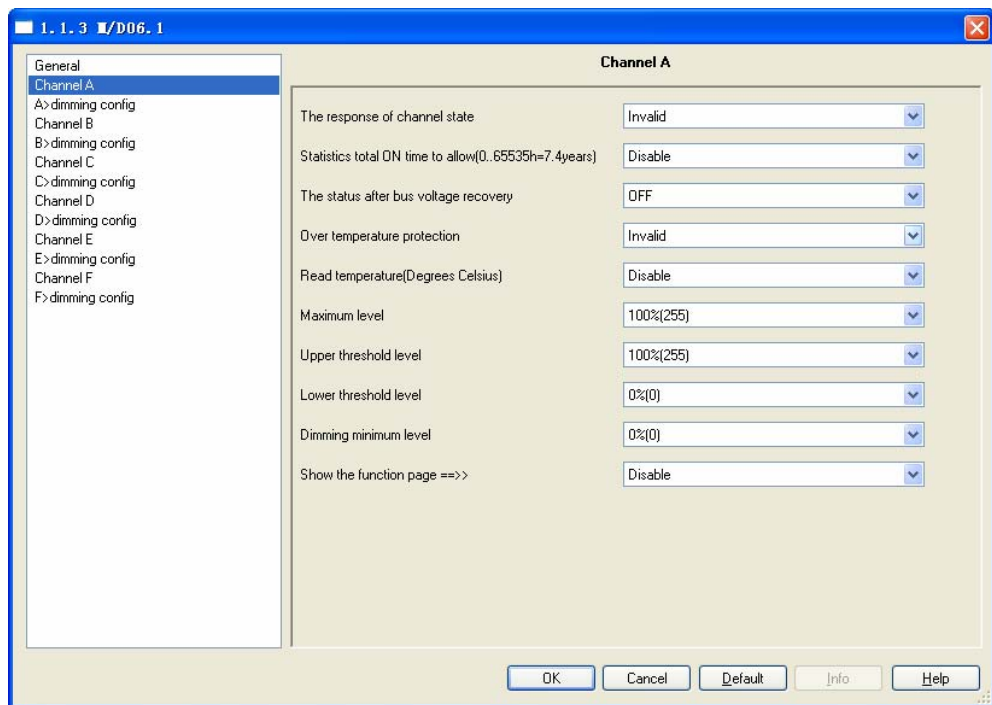 1.1.3 M/D06.1
General
Channel A
A>dimming config
Channel B
B>dimming config
Channel C
C>dimming config
Channel D
D>dimming config
Channel E
E>dimming config
Channel F
F>dimming config
Channel A
The response of channel state Invalid
Statistics total ON time to allow(0..65535h=7.4years) Disable
The status after bus voltage recovery OFF
Over temperature protection Invalid
Read temperature(Degrees Celsius) Disable
Maximum level 100%(255)
Upper threshold level 100%(255)
Lower threshold level 0%(0)
Dimming minimum level 0%(0)
Show the function page ==>> Disable
OK Cancel Default Info Help